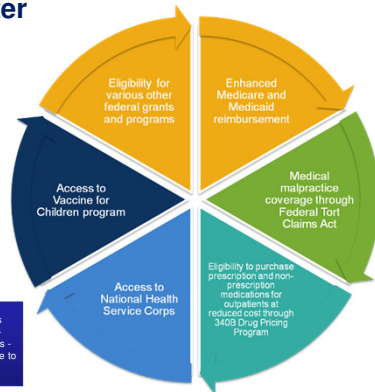 ter
Eligibility for
various other
federal grants
and programs
Enhanced
Medicare and
Medicaid
reimbursement
Access to
Vaccine for
Children program
Medical
malpractice
coverage through
Federal Tort
Claims Act
Access to
National Health
Service Corps
Eligibility to purchase
prescription and non-
prescription
medications for
outpatients at
reduced cost through
340B Drug Pricing
Program
s
-
s -
e to